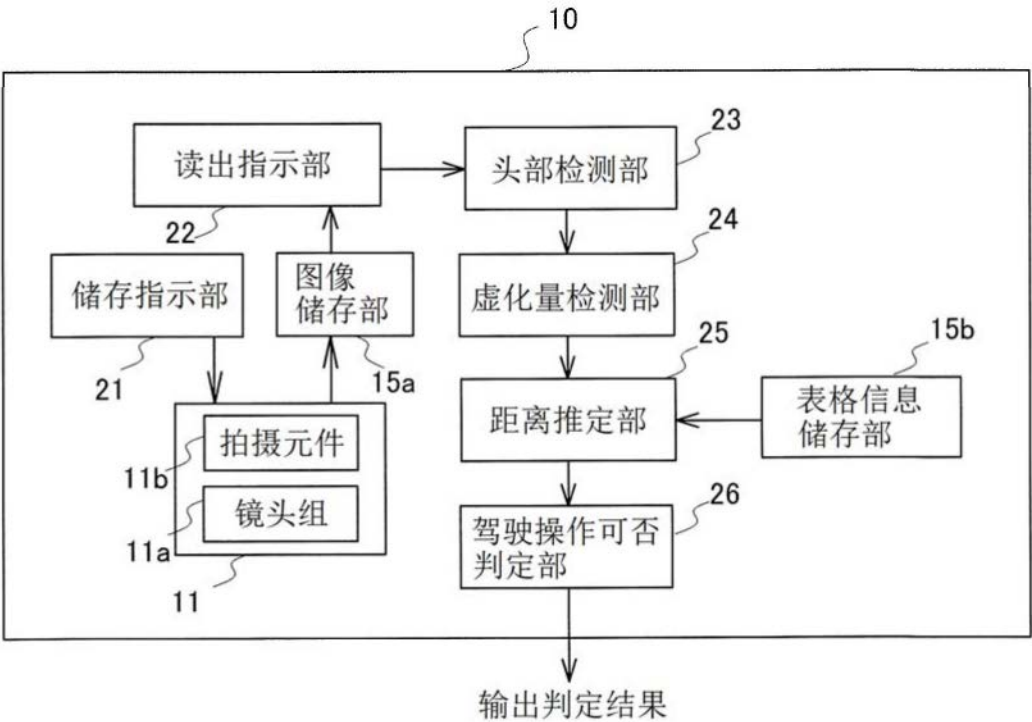 10
读出指示部
22
头部检测部
23
储存指示部
21
图像
储存部
15a
虚化量检测部
24
拍摄元件
11b
镜头组
11a
11
距离推定部
25
表格信息
储存部
15b
驾驶操作可否
判定部
26
输出判定结果